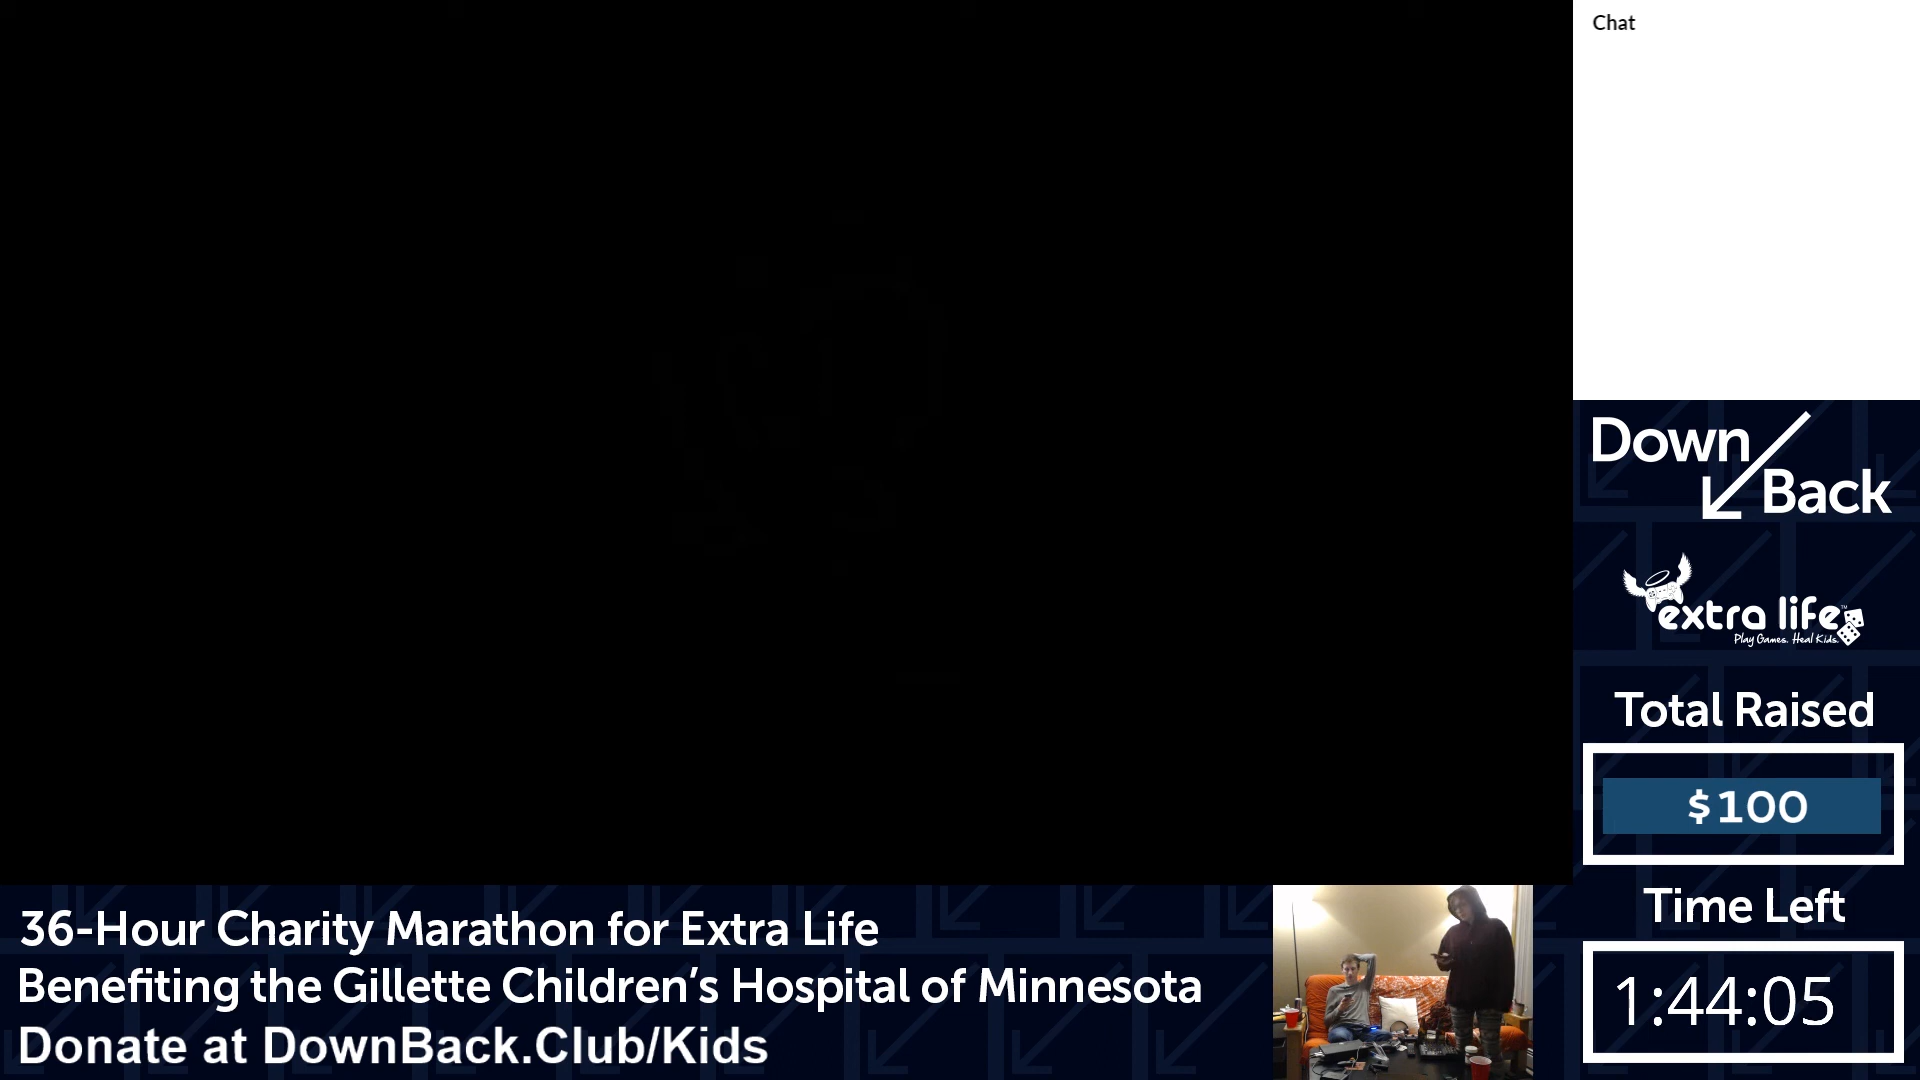 Chat
Down
Back
extra life™
Play Games. Heal Kids.
Total Raised
$100
Time Left
1:44:05
36-Hour Charity Marathon for Extra Life
Benefiting the Gillette Children’s Hospital of Minnesota
Donate at DownBack.Club/Kids